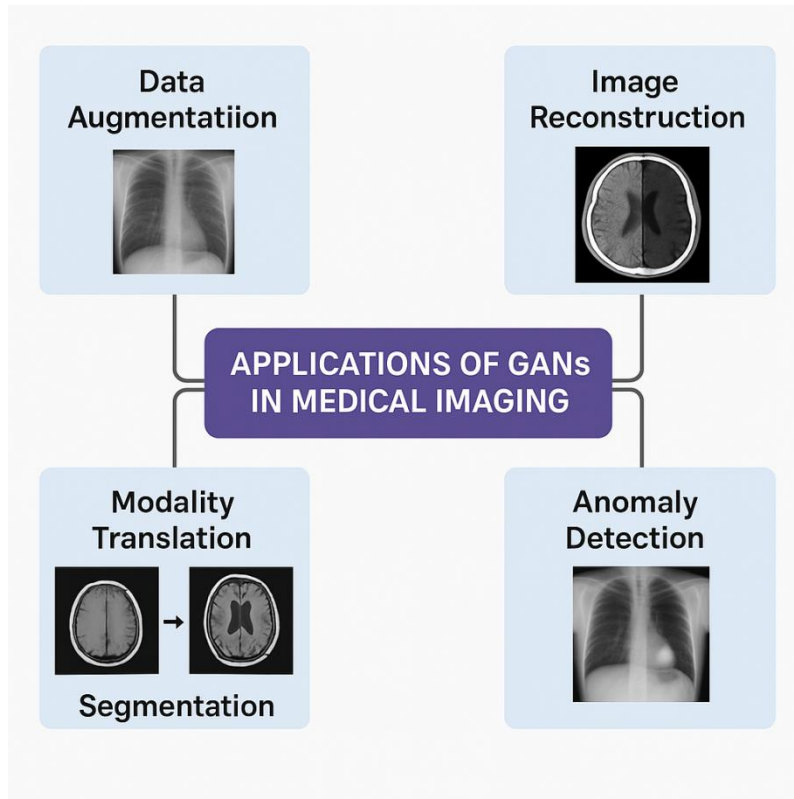 Data
Augmentatiion
Image
Reconstruction
APPLICATIONS OF GANs
IN MEDICAL IMAGING
Modality
Translation
Segmentation
Anomaly
Detection